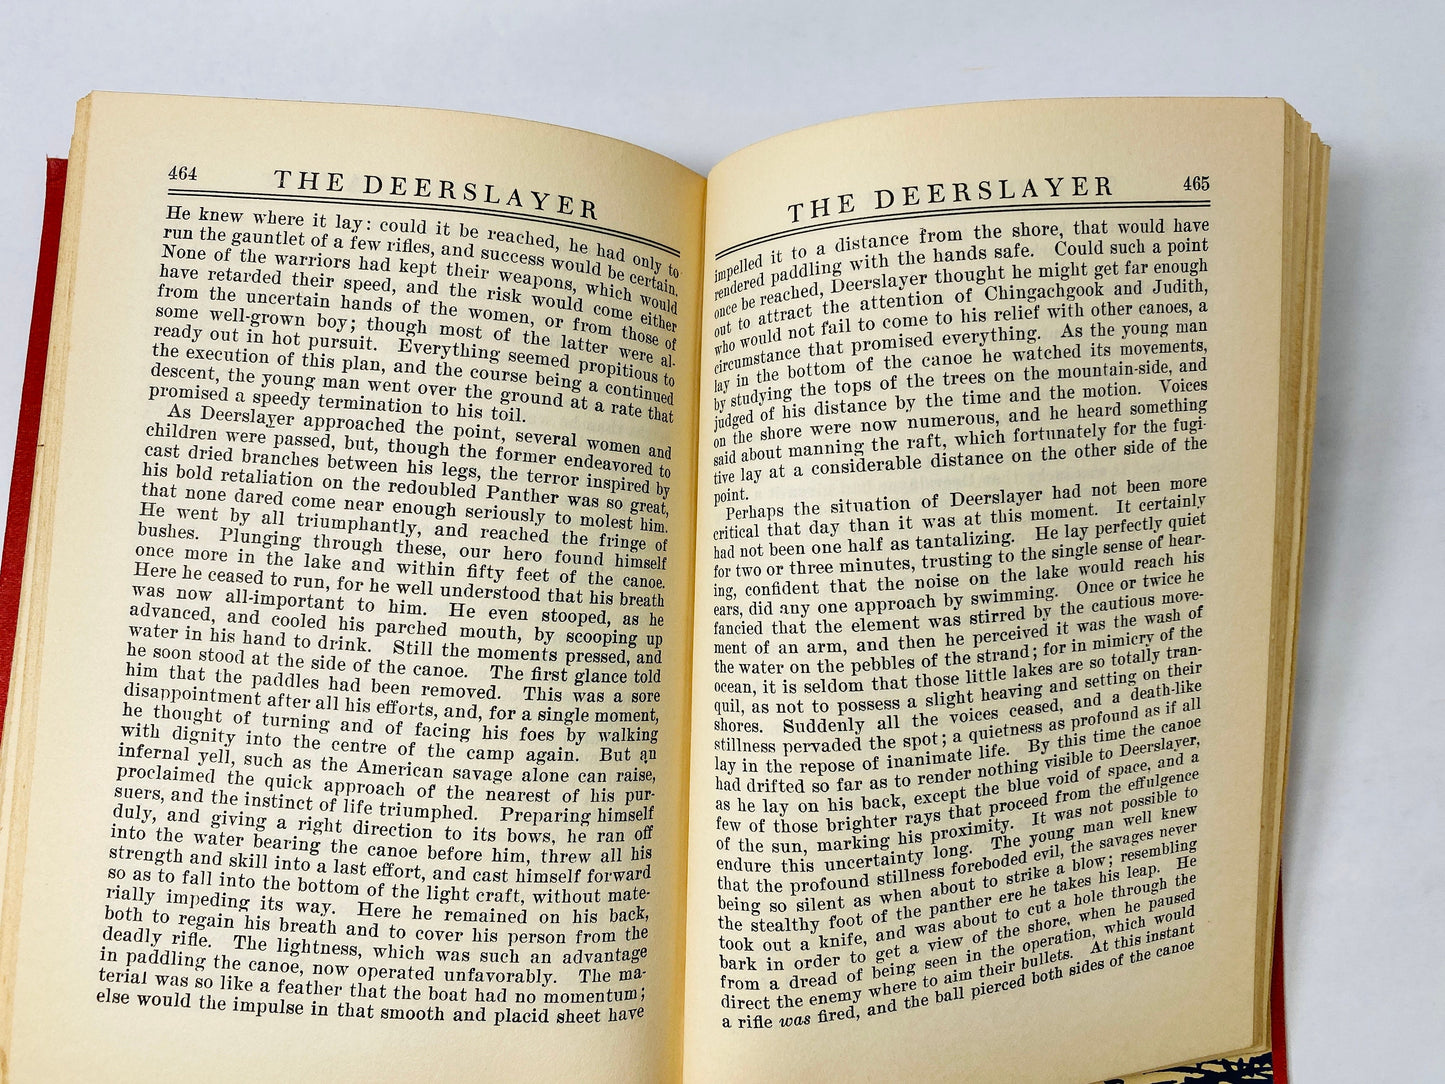 464
THE DEERSLAYER
He knew where it lay: could it be reached, he had only to
run the gauntlet of a few rifles, and success would be certain.
None of the warriors had kept their weapons, which would
have retarded their speed, and the risk would come either
from the uncertain hands of the women, or from those of
some well-grown boy; though most of the latter were al-
ready out in hot pursuit. Everything seemed propitious to
the execution of this plan, and the course being a continued
descent, the young man went over the ground at a rate that
promised a speedy termination to his toil.
As Deerslayer approached the point, several women and
children were passed, but, though the former endeavored to
cast dried branches between his legs, the terror inspired by
his bold retaliation on the redoubled Panther was so great,
that none dared come near enough seriously to molest him.
He went by all triumphantly, and reached the fringe of
bushes. Plunging through these, our hero found himself
once more in the lake and within fifty feet of the canoe.
Here he ceased to run, for he well understood that his breath
was now all-important to him. He even stooped, as he
advanced, and cooled his parched mouth, by scooping up
water in his hand to drink. Still the moments pressed, and
he soon stood at the side of the canoe. The first glance told
him that the paddles had been removed. This was a sore
disappointment after all his efforts, and, for a single moment,
he thought of turning and of facing his foes by walking
with dignity into the centre of the camp again. But an
infernal yell, such as the American savage alone can raise,
proclaimed the quick approach of the nearest of his pur-
suers, and the instinct of life triumphed. Preparing himself
duly, and giving a right direction to its bows, he ran off
into the water bearing the canoe before him, threw all his
strength and skill into a last effort, and cast himself forward
so as to fall into the bottom of the light craft, without mate-
rially impeding its way. Here he remained on his back,
both to regain his breath and to cover his person from the
deadly rifle. The lightness, which was such an advantage
in paddling the canoe, now operated unfavorably. The ma-
terial was so like a feather that the boat had no momentum;
else would the impulse in that smooth and placid sheet have
THE DEERSLAYER
465
impelled it to a distance from the shore, that would have
rendered paddling with the hands safe. Could such a point
once be reached, Deerslayer thought he might get far enough
out to attract the attention of Chingachgook and Judith,
who would not fail to come to his relief with other canoes, a
circumstance that promised everything. As the young man
lay in the bottom of the canoe he watched its movements,
by studying the tops of the trees on the mountain-side, and
judged of his distance by the time and the motion. Voices
on the shore were now numerous, and he heard something
said about manning the raft, which fortunately for the fugi-
tive lay at a considerable distance on the other side of the
point.
Perhaps the situation of Deerslayer had not been more
critical that day than it was at this moment. It certainly
had not been one half as tantalizing. He lay perfectly quiet
for two or three minutes, trusting to the single sense of hear-
ing, confident that the noise on the lake would reach his
ears, did any one approach by swimming. Once or twice he
fancied that the element was stirred by the cautious move-
ment of an arm, and then he perceived it was the wash of
the water on the pebbles of the strand; for in mimicry of the
ocean, it is seldom that those little lakes are so totally tran-
quil, as not to possess a slight heaving and setting on their
shores. Suddenly all the voices ceased, and a death-like
stillness pervaded the spot; a quietness as profound as if all
lay in the repose of inanimate life. By this time the canoe
had drifted so far as to render nothing visible to Deerslayer,
as he lay on his back, except the blue void of space, and a
few of those brighter rays that proceed from the effulgence
of the sun, marking his proximity. It was not possible to
endure this uncertainty long. The young man well knew
that the profound stillness foreboded evil, the savages never
being so silent as when about to strike a blow; resembling
the stealthy foot of the panther ere he takes his leap. He
took out a knife, and was about to cut a hole through the
bark in order to get a view of the shore, when he paused
from a dread of being seen in the operation, which would
direct the enemy where to aim their bullets. At this instant
a rifle was fired, and the ball pierced both sides of the canoe